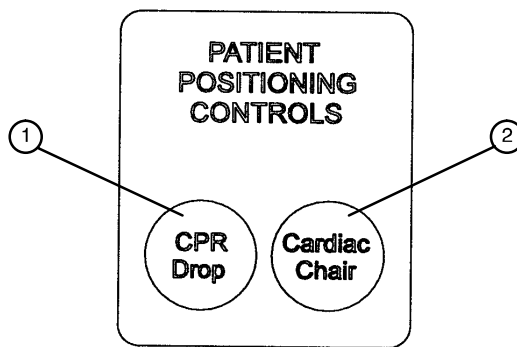 PATIENT
POSITIONING
CONTROLS
1
2
CPR
Drop
Cardiac
Chair